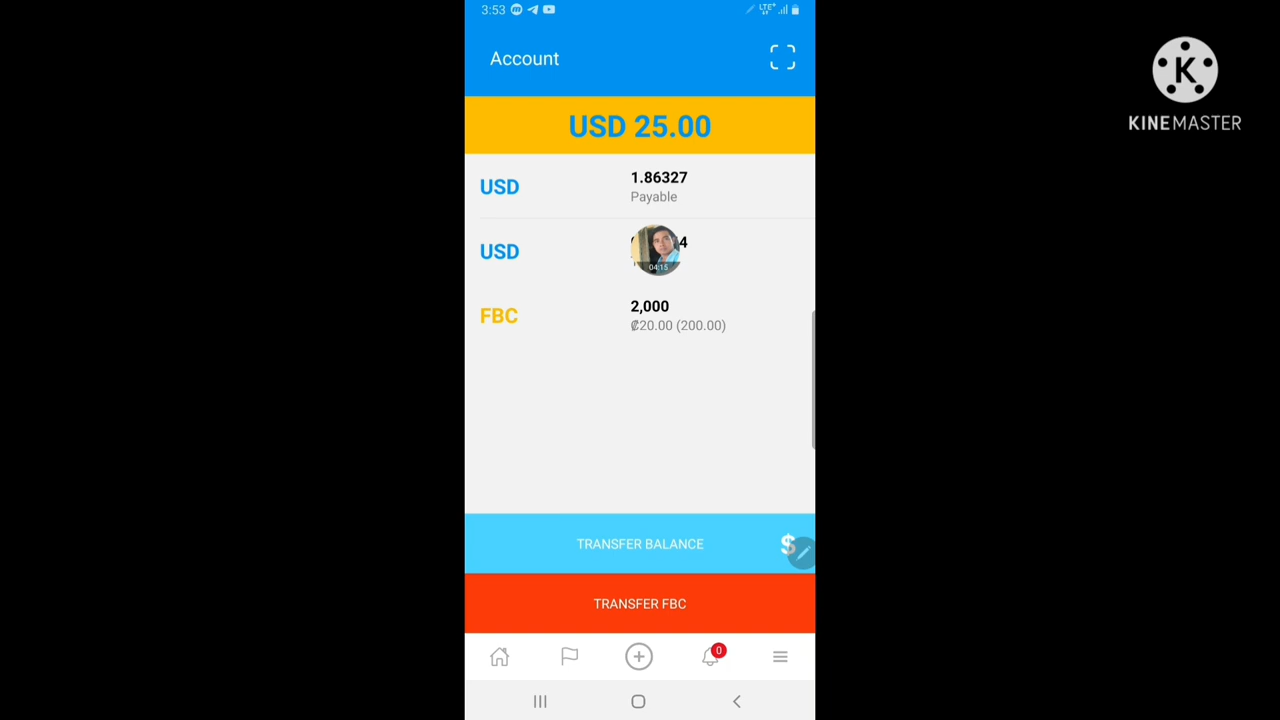 3:53
LTE+
Account
USD 25.00
USD
1.86327
Payable
USD
4
04:15
FBC
2,000
₡20.00 (200.00)
TRANSFER BALANCE
$
TRANSFER FBC
0
K
KINEMASTER